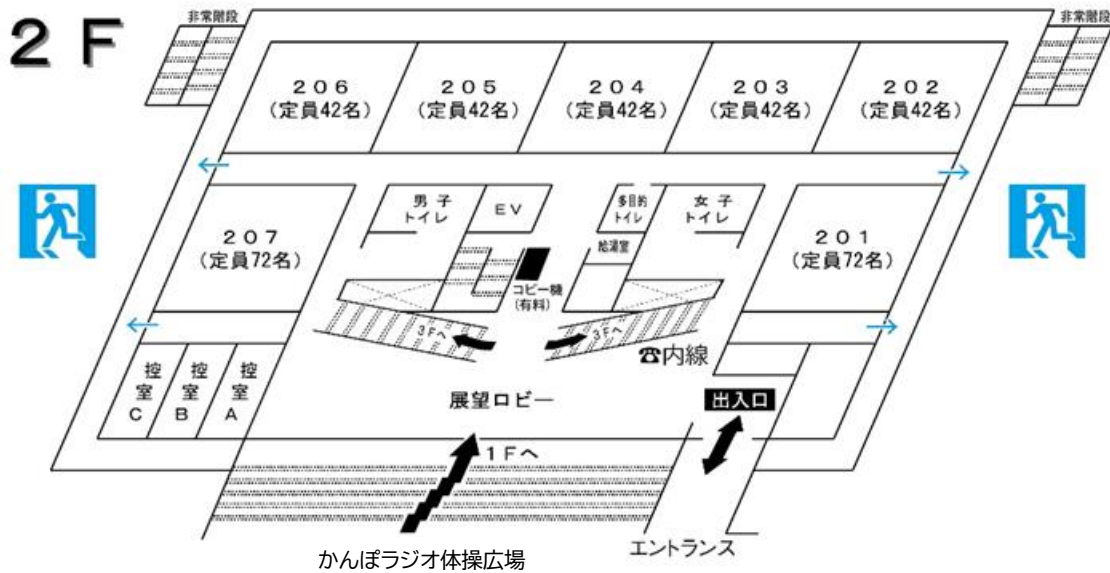 2F
非常階段
非常階段
206
(定員42名)
205
(定員42名)
204
(定員42名)
203
(定員42名)
202
(定員42名)
男子
トイレ
EV
多目的
トイレ
女子
トイレ
207
(定員72名)
給湯室
201
(定員72名)
コピー機
(有料)
3Fへ
3Fへ
☎内線
控室C
控室B
控室A
展望ロビー
出入口
1Fへ
エントランス
かんぽラジオ体操広場